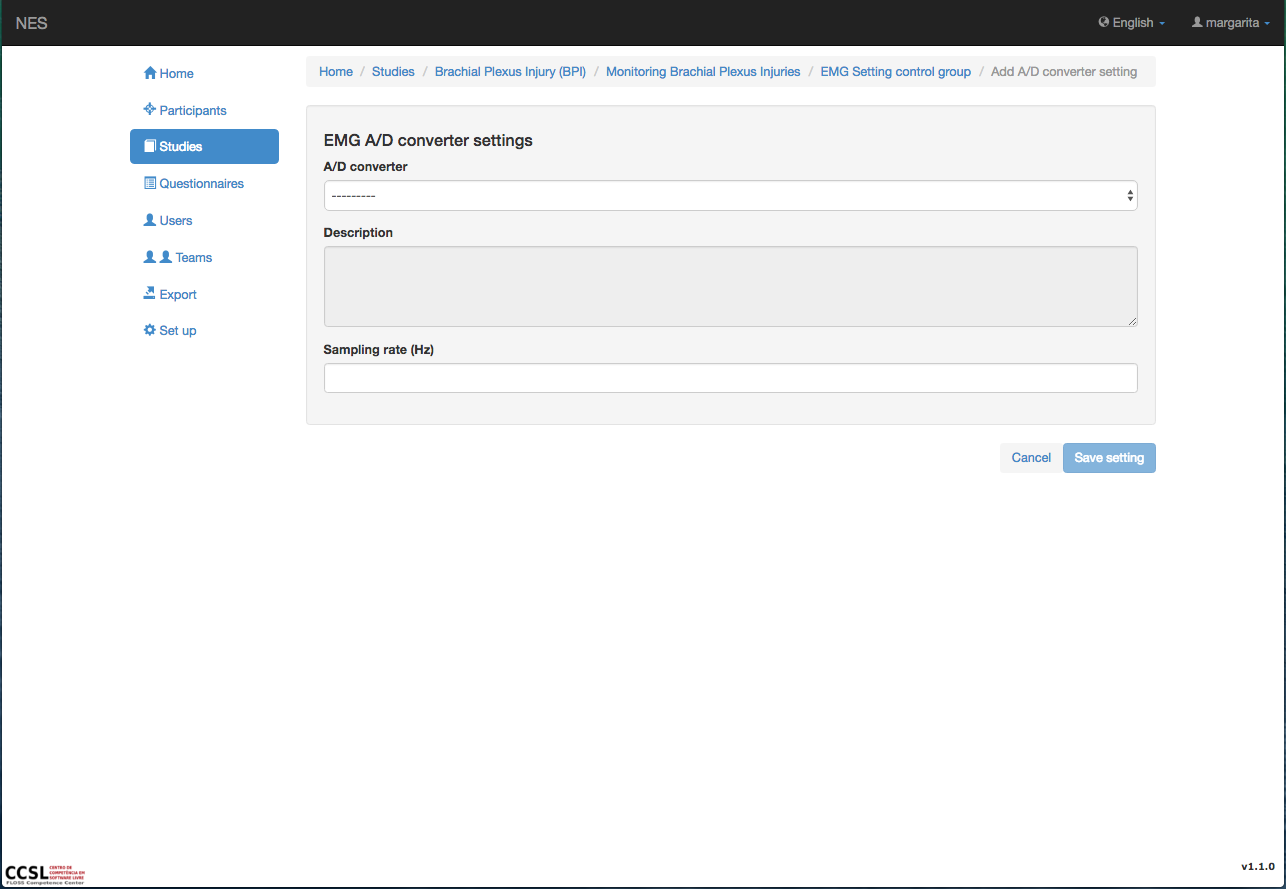 NES
English
margarita
Home
Participants
Studies
Questionnaires
Users
Teams
Export
Set up
Home / Studies / Brachial Plexus Injury (BPI) / Monitoring Brachial Plexus Injuries / EMG Setting control group / Add A/D converter setting
EMG A/D converter settings
A/D converter
---------
Description
Sampling rate (Hz)
Cancel
Save setting
CCSL
CENTRO DE
COMPETÊNCIA EM
SOFTWARE LIVRE
FLOSS Competence Center
v1.1.0